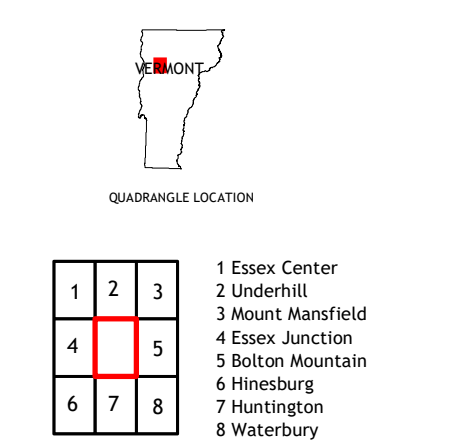 VERMONT
QUADRANGLE LOCATION
1 2 3
4 5
6 7 8
1 Essex Center
2 Underhill
3 Mount Mansfield
4 Essex Junction
5 Bolton Mountain
6 Hinesburg
7 Huntington
8 Waterbury